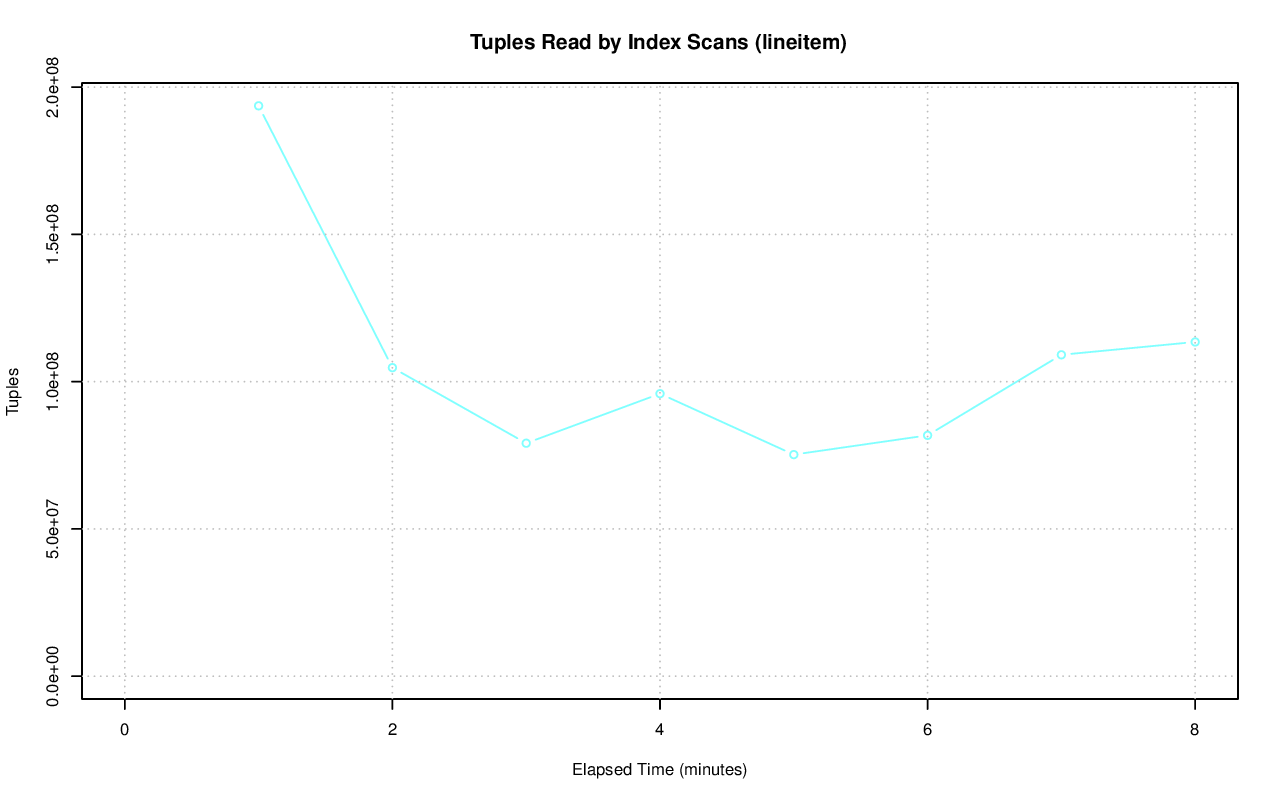 Tuples Read by Index Scans (lineitem)
2.0e+08
1.5e+08
1.0e+08
5.0e+07
0.0e+00
Tuples
0 2 4 6 8
Elapsed Time (minutes)